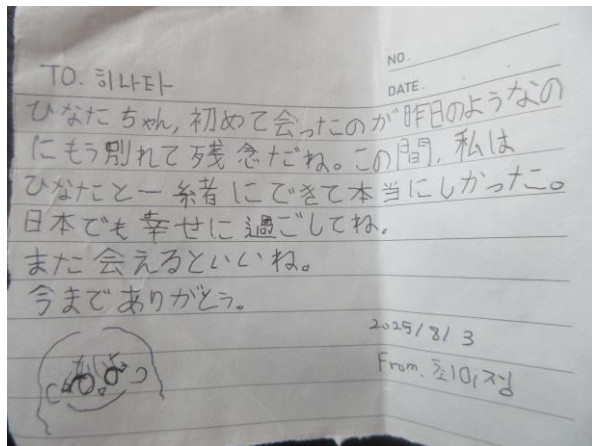 NO.
DATE.
TO. 히나타
ひなたちゃん, 初めて会ったのが昨日のようなの
にもう別れて残念だね。この間, 私は
ひなたと一緒にできて本当にしかった。
日本でも幸せに過ごしてね.
また会えるといいね。
今までありがとう。
2025/8/3
From.